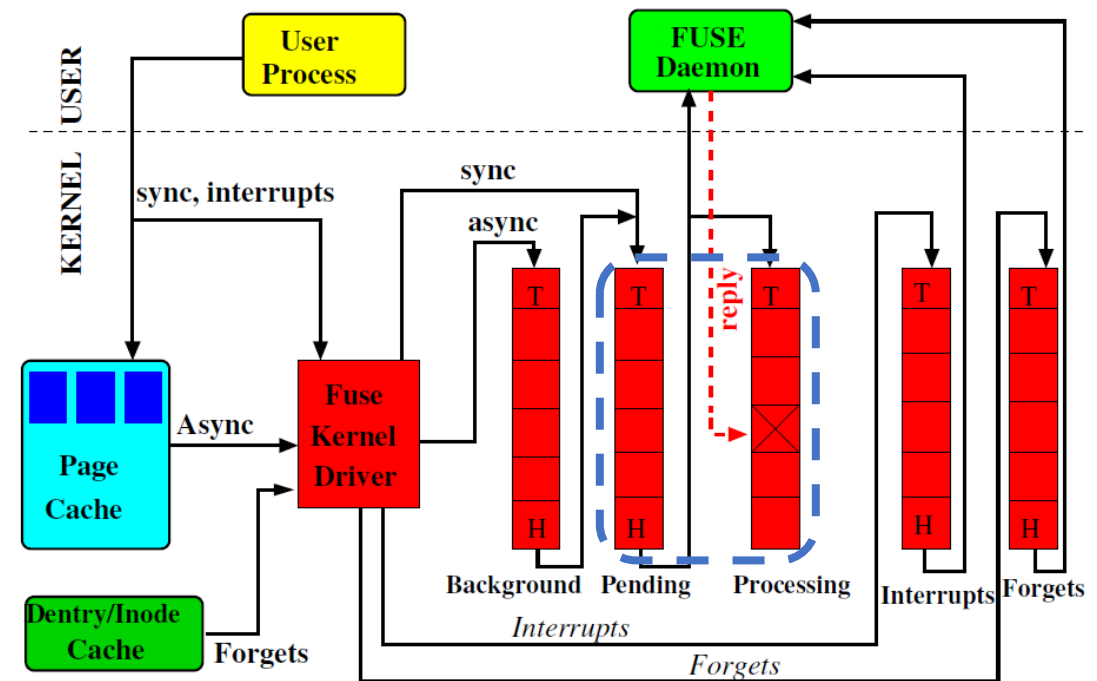 User
Process
FUSE
Daemon
USER
KERNEL
sync, interrupts
sync
async
T
T
T
T
T
reply
Fuse
Kernel
Driver
Async
Page
Cache
H
H
H
H
Background
Pending
Processing
Interrupts
Forgets
Dentry/Inode
Cache
Forgets
Interrupts
Forgets